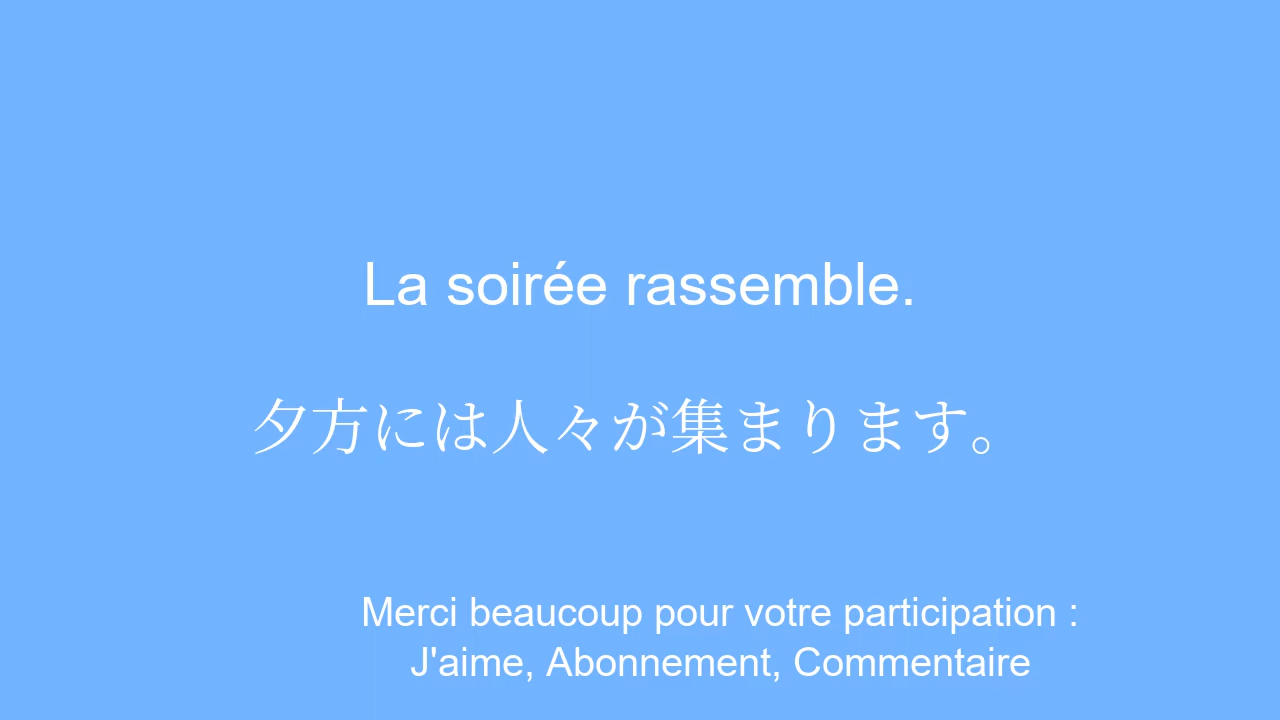 La soirée rassemble.
夕方には人々が集まります。
Merci beaucoup pour votre participation :
J'aime, Abonnement, Commentaire